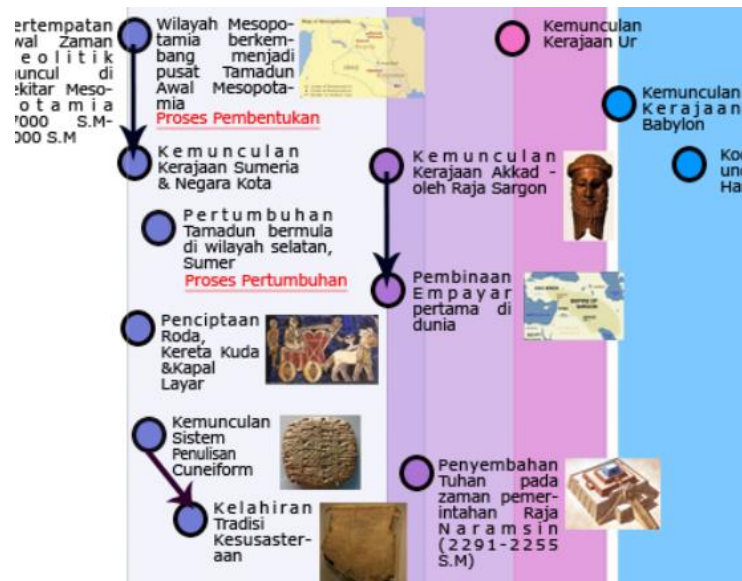 ertempatan
wal Zaman
eolitik
uncul di
ekitar Meso-
otamia
7000 S.M-
000 S.M
Wilayah Mesopo-
tamia berkem-
bang menjadi
pusat Tamadun
Awal Mesopota-
mia
Proses Pembentukan
Kemunculan
Kerajaan Sumeria
& Negara Kota
Pertumbuhan
Tamadun bermula
di wilayah selatan,
Sumer
Proses Pertumbuhan
Penciptaan
Roda,
Kereta Kuda
&Kapal
Layar
Kemunculan
Sistem
Penulisan
Cuneiform
Kelahiran
Tradisi
Kesusaster-
aan
Kemunculan
Kerajaan Akkad -
oleh Raja Sargon
Pembinaan
Empayar
pertama di
dunia
Penyembahan
Tuhan pada
zaman pemer-
intahan Raja
Naramsin
(2291-2255
S.M)
Kemunculan
Kerajaan Ur
Kemunculan
Kerajaan
Babylon
Koo
und
Ha